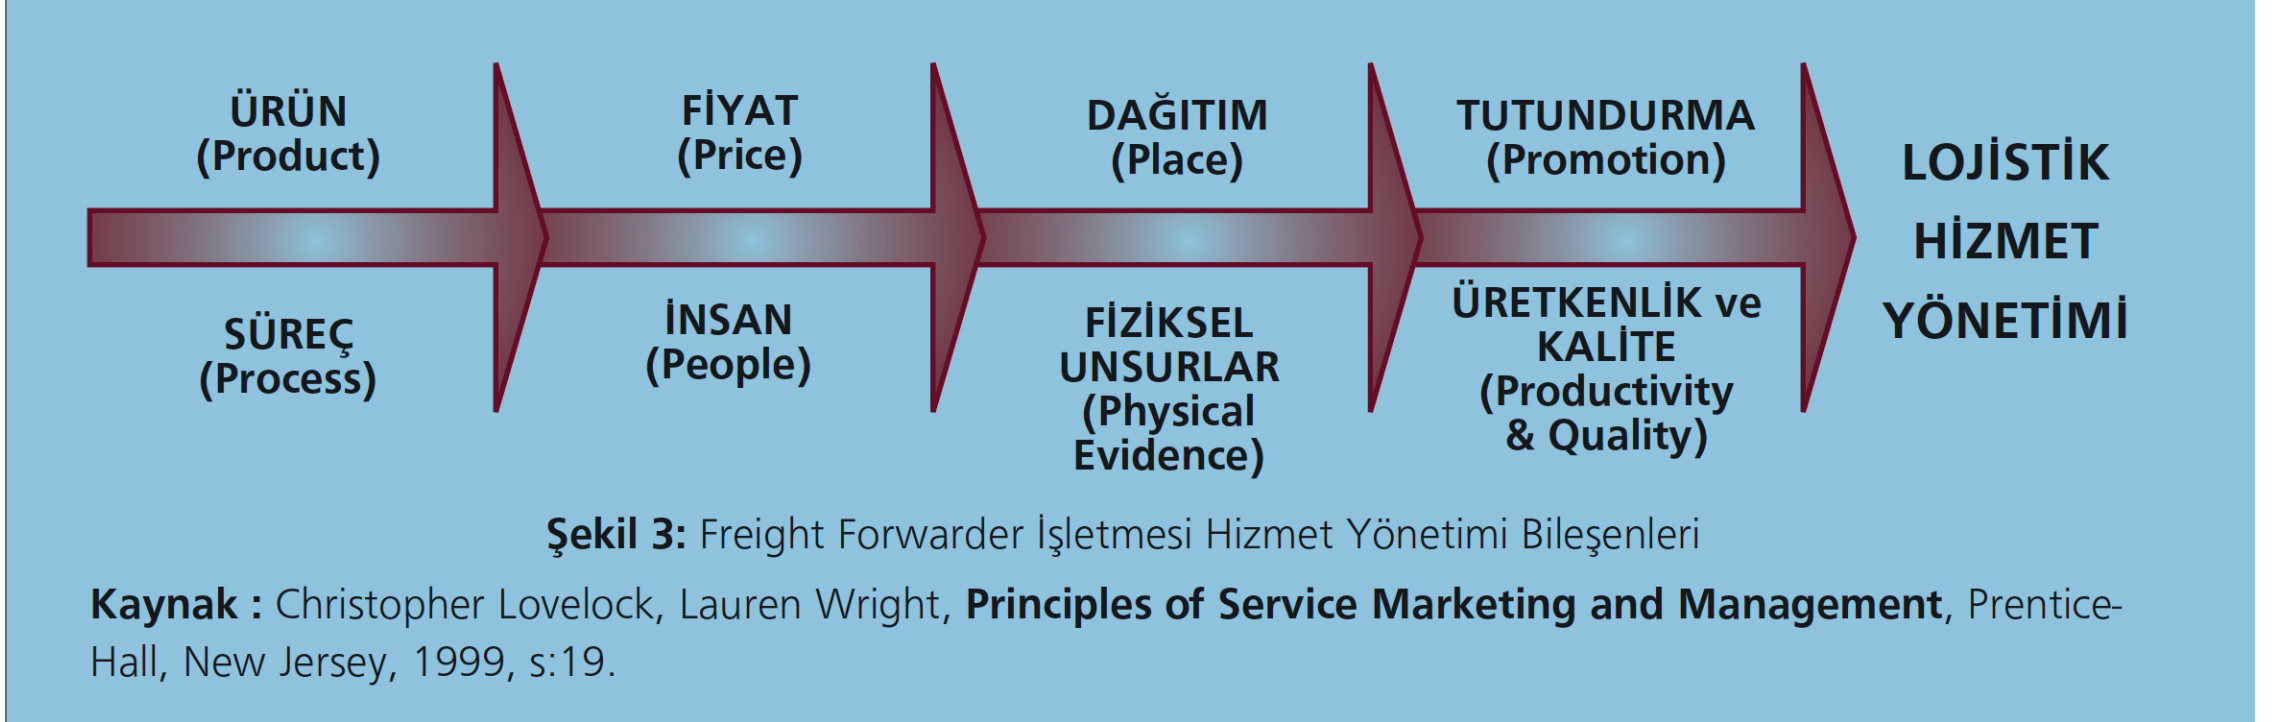 ÜRÜN
(Product)
FİYAT
(Price)
DAĞITIM
(Place)
TUTUNDURMA
(Promotion)
SÜREÇ
(Process)
İNSAN
(People)
FİZİKSEL
UNSURLAR
(Physical
Evidence)
ÜRETKENLİK ve
KALİTE
(Productivity
& Quality)
LOJİSTİK
HİZMET
YÖNETİMİ
Şekil 3: Freight Forwarder İşletmesi Hizmet Yönetimi Bileşenleri
Kaynak : Christopher Lovelock, Lauren Wright, Principles of Service Marketing and Management, Prentice-
Hall, New Jersey, 1999, s:19.